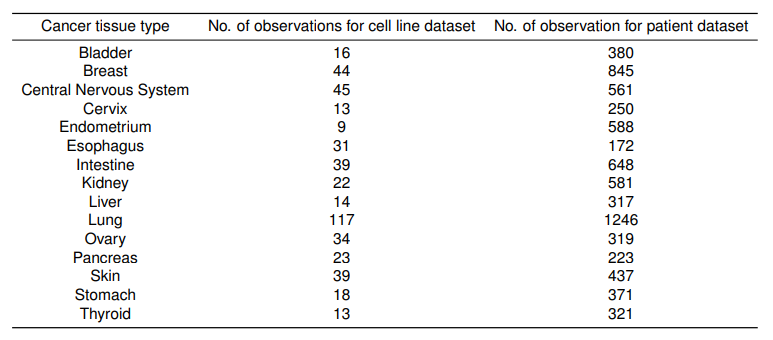 Cancer tissue type No. of observations for cell line dataset No. of observation for patient dataset
Bladder 16 380
Breast 44 845
Central Nervous System 45 561
Cervix 13 250
Endometrium 9 588
Esophagus 31 172
Intestine 39 648
Kidney 22 581
Liver 14 317
Lung 117 1246
Ovary 34 319
Pancreas 23 223
Skin 39 437
Stomach 18 371
Thyroid 13 321